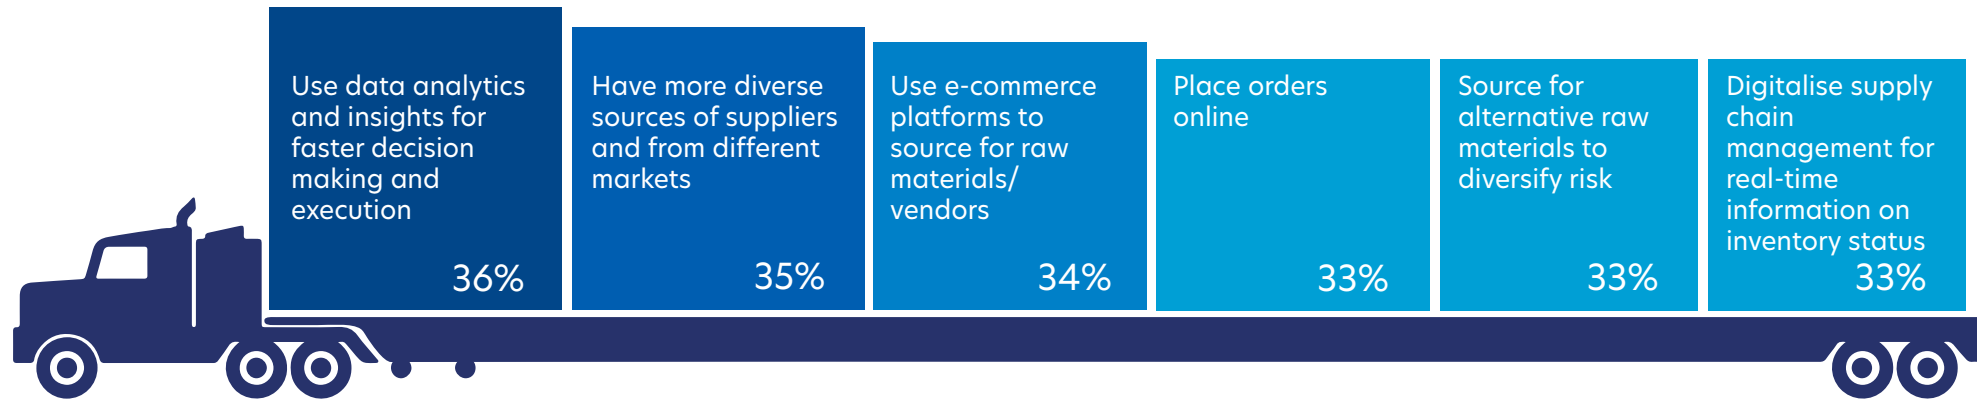 Use data analytics
and insights for
faster decision
making and
execution
36%
Have more diverse
sources of suppliers
and from different
markets
35%
Use e-commerce
platforms to
source for raw
materials/
vendors
34%
Place orders
online
33%
Source for
alternative raw
materials to
diversify risk
33%
Digitalise supply
chain
management for
real-time
information on
inventory status
33%